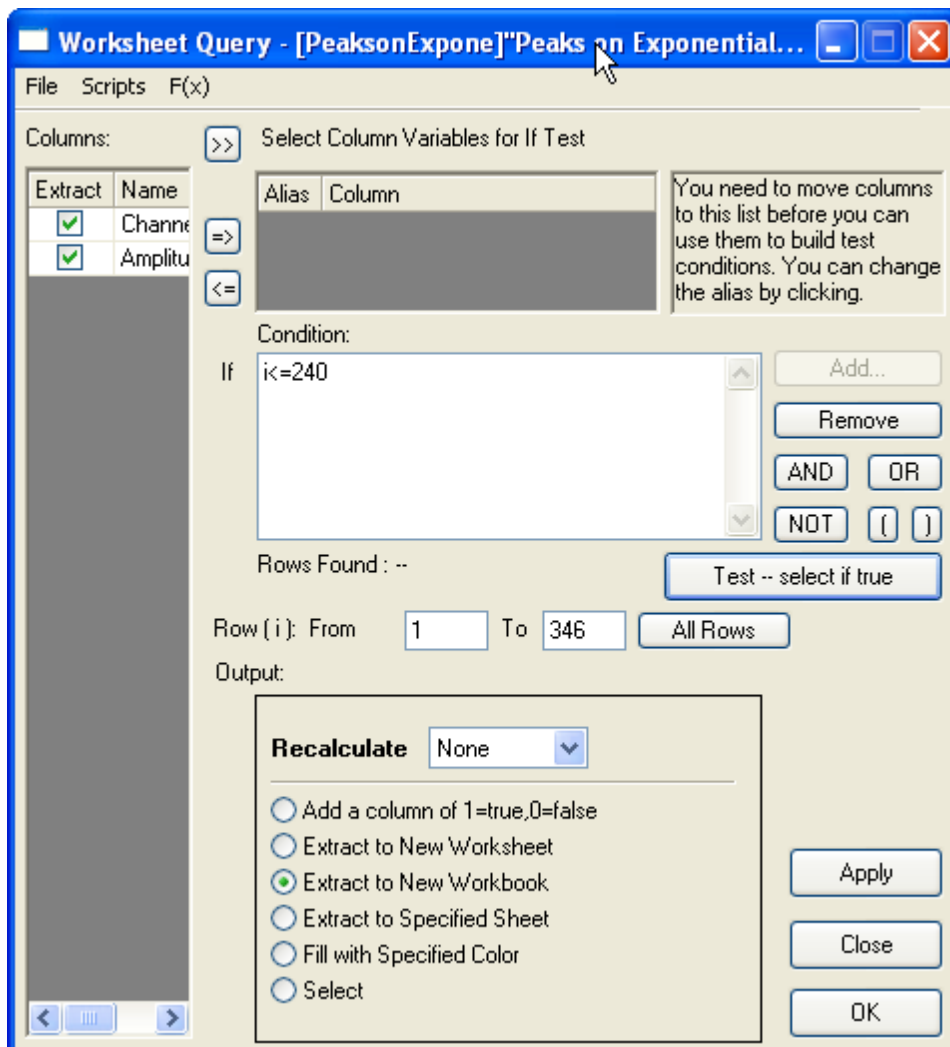 Worksheet Query - [PeaksonExpone]"Peaks on Exponential...
File Scripts F(x)
Columns:
>>
Select Column Variables for If Test
Extract Name
Channe
Amplitu
=>
<=
Alias Column
You need to move columns
to this list before you can
use them to build test
conditions. You can change
the alias by clicking.
Condition:
If
i<=240
Add...
Remove
AND OR
NOT ( )
Rows Found : --
Test -- select if true
Row ( i ): From 1 To 346 All Rows
Output:
Recalculate None
Add a column of 1=true,0=false
Extract to New Worksheet
Extract to New Workbook
Extract to Specified Sheet
Fill with Specified Color
Select
Apply
Close
OK